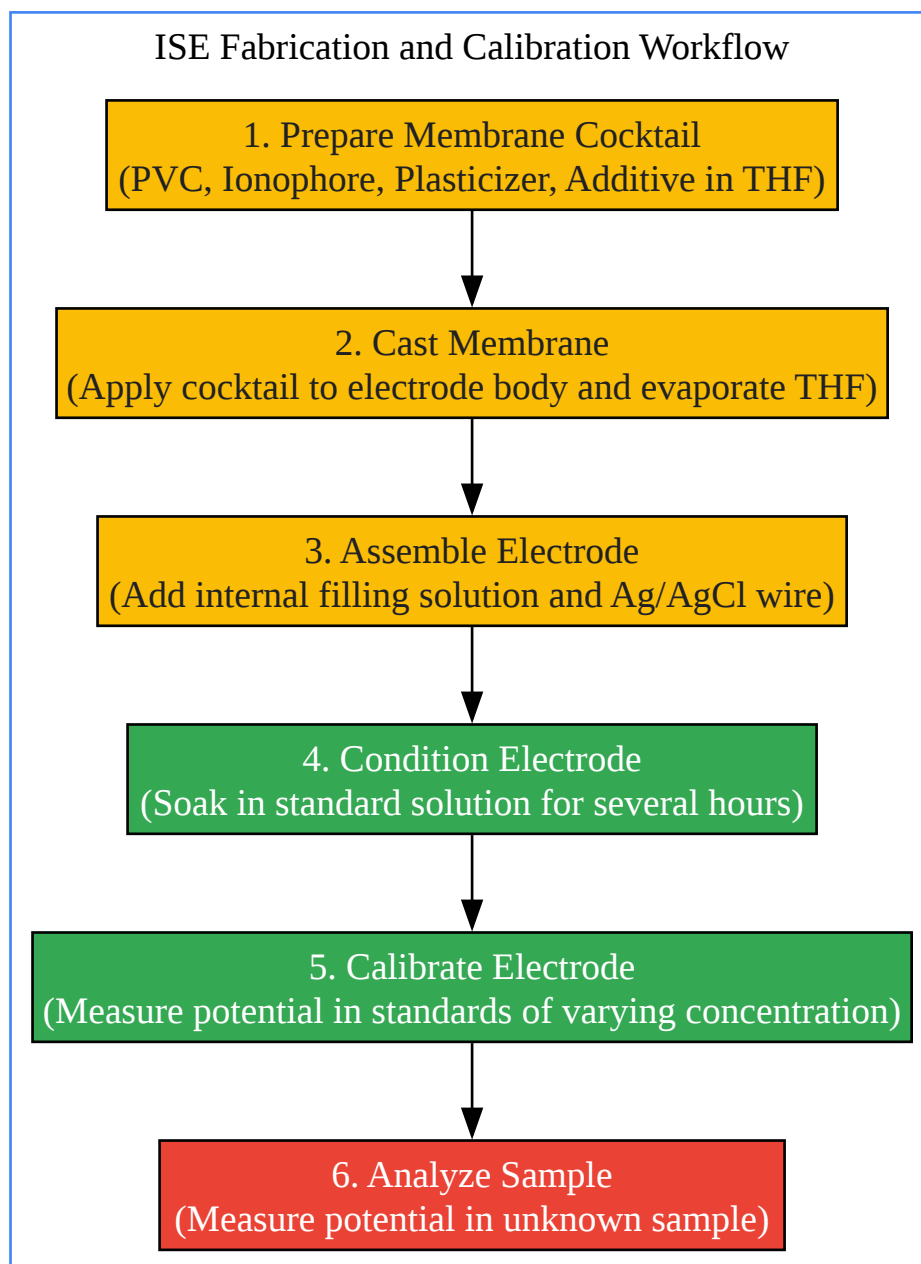 ISE Fabrication and Calibration Workflow
1. Prepare Membrane Cocktail
(PVC, Ionophore, Plasticizer, Additive in THF)
2. Cast Membrane
(Apply cocktail to electrode body and evaporate THF)
3. Assemble Electrode
(Add internal filling solution and Ag/AgCl wire)
4. Condition Electrode
(Soak in standard solution for several hours)
5. Calibrate Electrode
(Measure potential in standards of varying concentration)
6. Analyze Sample
(Measure potential in unknown sample)